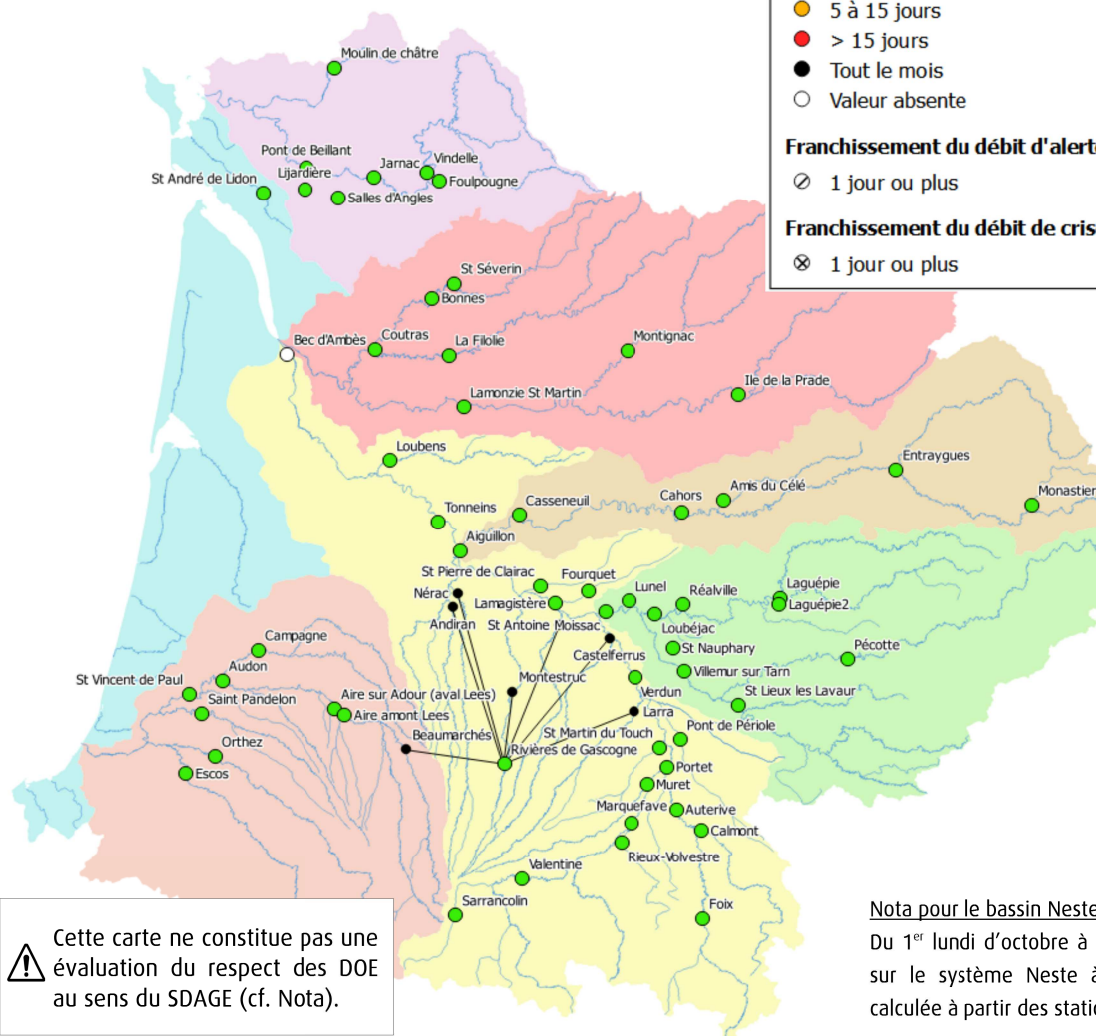 5 à 15 jours
> 15 jours
Tout le mois
Valeur absente
Franchissement du débit d'alerte
1 jour ou plus
Franchissement du débit de cris
1 jour ou plus
Moulin de châtre
Pont de Beillant
Jarnac
Vindelle
Lijardière
St André de Lidon
Foulpougne
Salles d'Angles
St Séverin
Bonnes
Bec d'Ambès
Coutras
La Filolie
Montignac
Ile de la Prade
Lamonzie St Martin
Loubens
Entraygues
Amis du Célé
Casseneuil
Cahors
Monastier
Tonneins
Aiguillon
St Pierre de Clairac
Fourquet
Laguépie
Nérac
Lamagistère
Lunel
Réalville
Laguépie2
Andiran
St Antoine
Moissac
Loubéjac
Campagne
Castelferrus
St Nauphary
Pécotte
Audon
Montestruc
Villemur sur Tarn
St Vincent de Paul
Verdun
St Lieux les Lavaur
Saint Pandelon
Aire sur Adour (aval Lees)
Aire amont Lees
Larra
Pont de Périole
Orthez
Beaumarchés
St Martin du Touch
Rivières de Gascogne
Escos
Portet
Muret
Marquefave
Auterive
Calmont
Rieux-Volvestre
Valentine
Sarrancolin
Foix
Cette carte ne constitue pas une
évaluation du respect des DOE
au sens du SDAGE (cf. Nota).
Nota pour le bassin Neste
Du 1er lundi d'octobre à
sur le système Neste à
calculée à partir des static